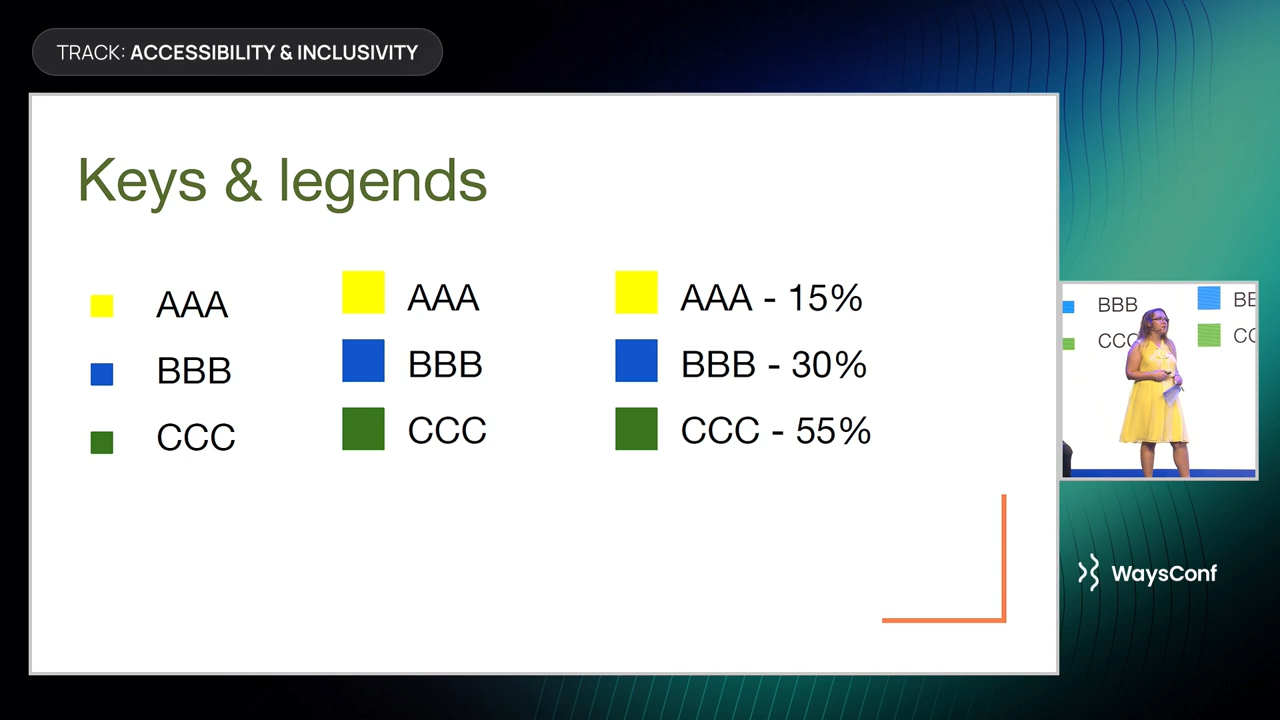 TRACK: ACCESSIBILITY & INCLUSIVITY
Keys & legends
AAA
BBB
CCC
AAA
BBB
CCC
AAA - 15%
BBB - 30%
CCC - 55%
BBB
CCC
WaysConf